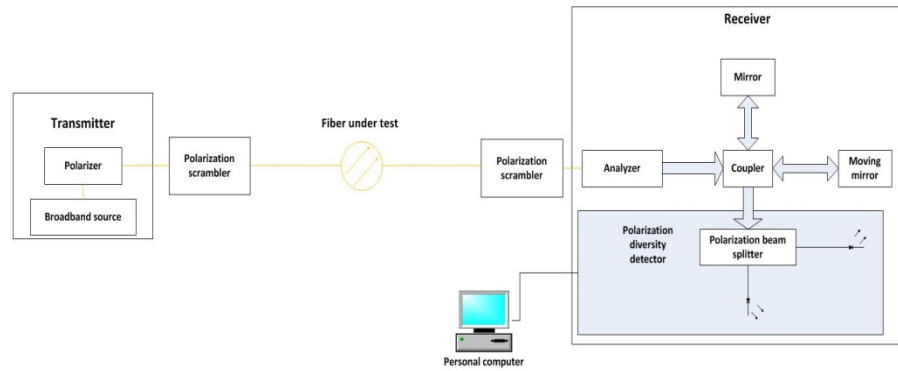 Receiver
Mirror
Transmitter
Fiber under test
Polarizer
Polarization
scrambler
Polarization
scrambler
Analyzer
Coupler
Moving
mirror
Broadband source
Polarization
diversity
detector
Polarization beam
splitter
Personal computer